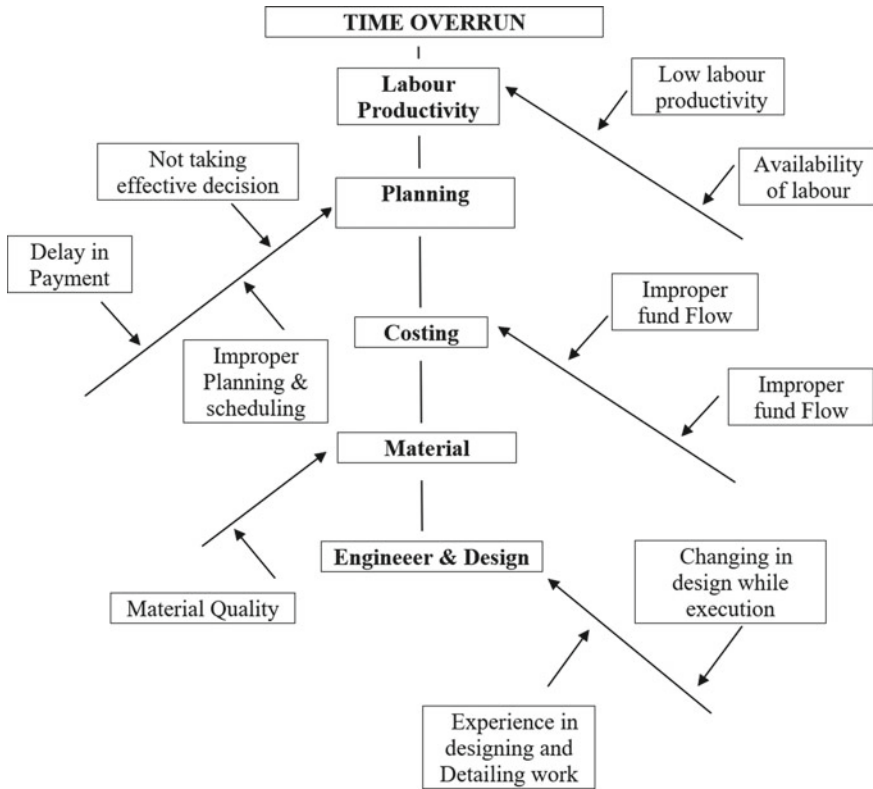 TIME OVERRUN
Labour
Productivity
Low labour
productivity
Not taking
effective decision
Availability
of labour
Planning
Delay in
Payment
Improper
fund Flow
Costing
Improper
Planning &
scheduling
Improper
fund Flow
Material
Engineeer & Design
Changing in
design while
execution
Material Quality
Experience in
designing and
Detailing work